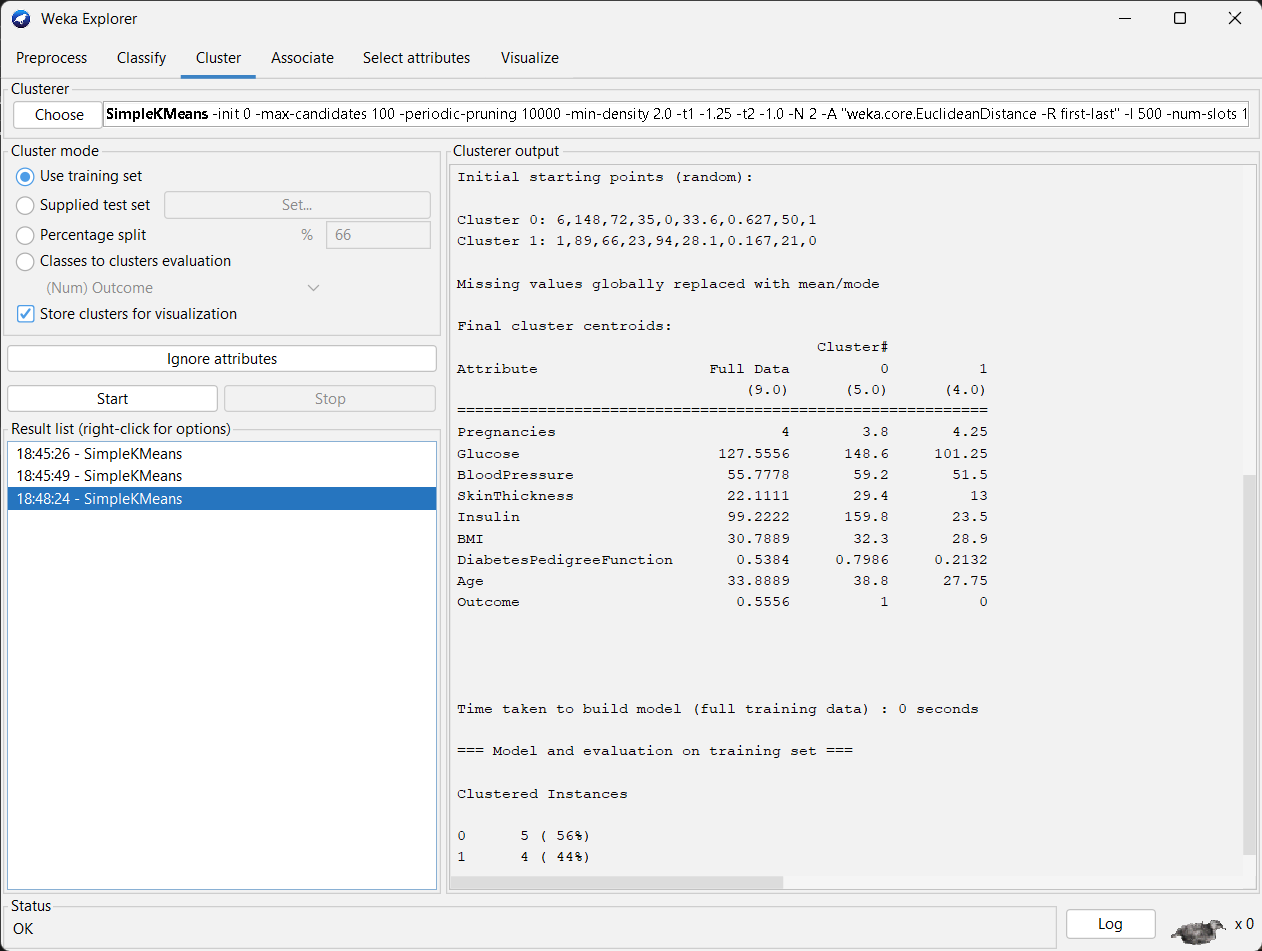 Weka Explorer
Preprocess Classify Cluster Associate Select attributes Visualize
Clusterer
Choose SimpleKMeans -init 0 -max-candidates 100 -periodic-pruning 10000 -min-density 2.0 -t1 -1.25 -t2 -1.0 -N 2 -A "weka.core.EuclideanDistance -R first-last" -I 500 -num-slots 1
Cluster mode
Use training set
Supplied test set Set...
Percentage split % 66
Classes to clusters evaluation
(Num) Outcome
Store clusters for visualization
Ignore attributes
Start Stop
Result list (right-click for options)
18:45:26 - SimpleKMeans
18:45:49 - SimpleKMeans
18:48:24 - SimpleKMeans
Clusterer output
Initial starting points (random):
Cluster 0: 6,148,72,35,0,33.6,0.627,50,1
Cluster 1: 1,89,66,23,94,28.1,0.167,21,0
Missing values globally replaced with mean/mode
Final cluster centroids:
Cluster#
Attribute Full Data 0 1
(9.0) (5.0) (4.0)
===========================================================
Pregnancies 4 3.8 4.25
Glucose 127.5556 148.6 101.25
BloodPressure 55.7778 59.2 51.5
SkinThickness 22.1111 29.4 13
Insulin 99.2222 159.8 23.5
BMI 30.7889 32.3 28.9
DiabetesPedigreeFunction 0.5384 0.7986 0.2132
Age 33.8889 38.8 27.75
Outcome 0.5556 1 0
Time taken to build model (full training data) : 0 seconds
=== Model and evaluation on training set ===
Clustered Instances
0 5 ( 56%)
1 4 ( 44%)
Status
OK
Log
x 0